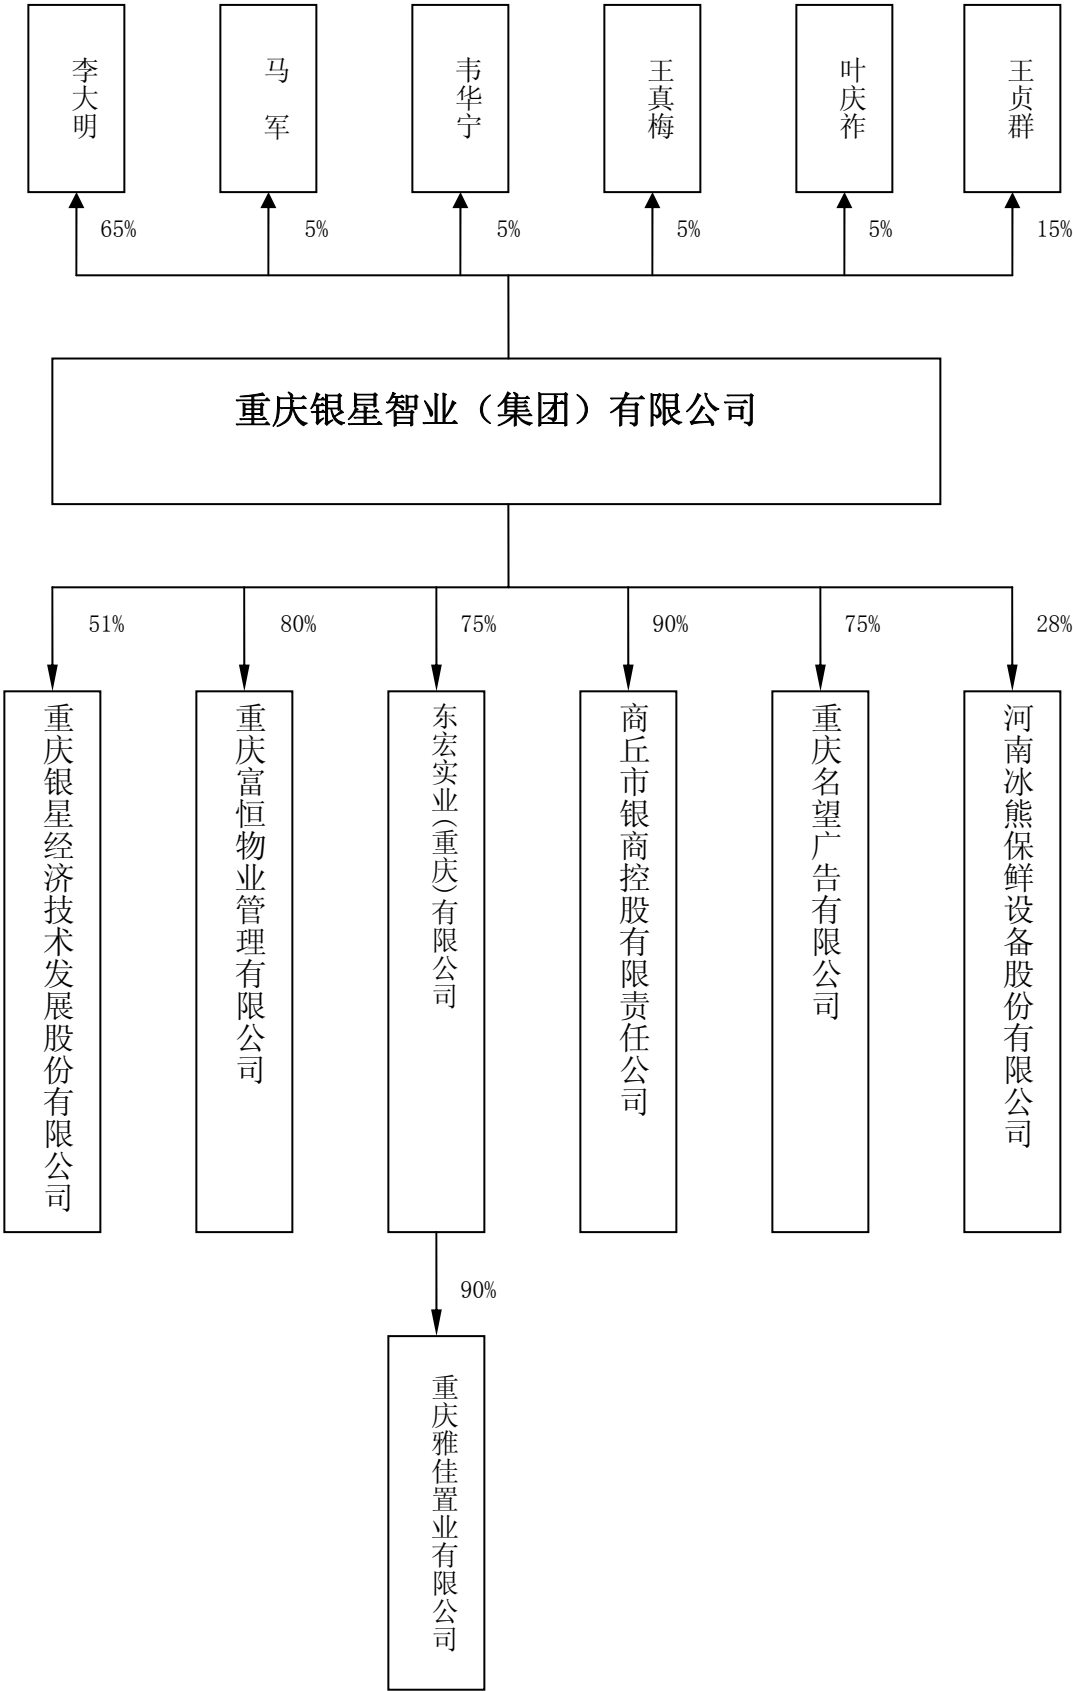 李大明
马 军
韦华宁
王真梅
叶庆祚
王贞群
65%
5%
5%
5%
5%
15%
重庆银星智业（集团）有限公司
51%
80%
75%
90%
75%
28%
重庆银星经济技术发展股份有限公司
重庆富恒物业管理有限公司
东宏实业(重庆)有限公司
商丘市银商控股有限责任公司
重庆名望广告有限公司
河南冰熊保鲜设备股份有限公司
90%
重庆雅佳置业有限公司